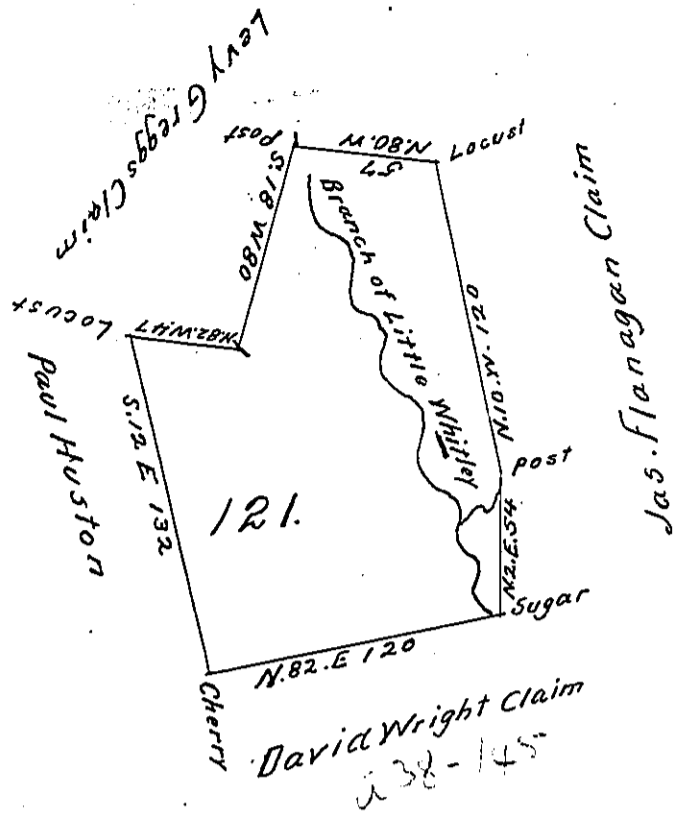 Levy Greggs Claim
Post
N.80.W
57
Locust
S.18 W 80
Branch of Little Whitley
N.10.W. 120
Jas. Flanagan Claim
Locust
N.82.W 47
Paul Huston
S.12 E 132
121.
Post
N.2.E.54
Sugar
N.82.E 120
Cherry
David Wright Claim
38-145